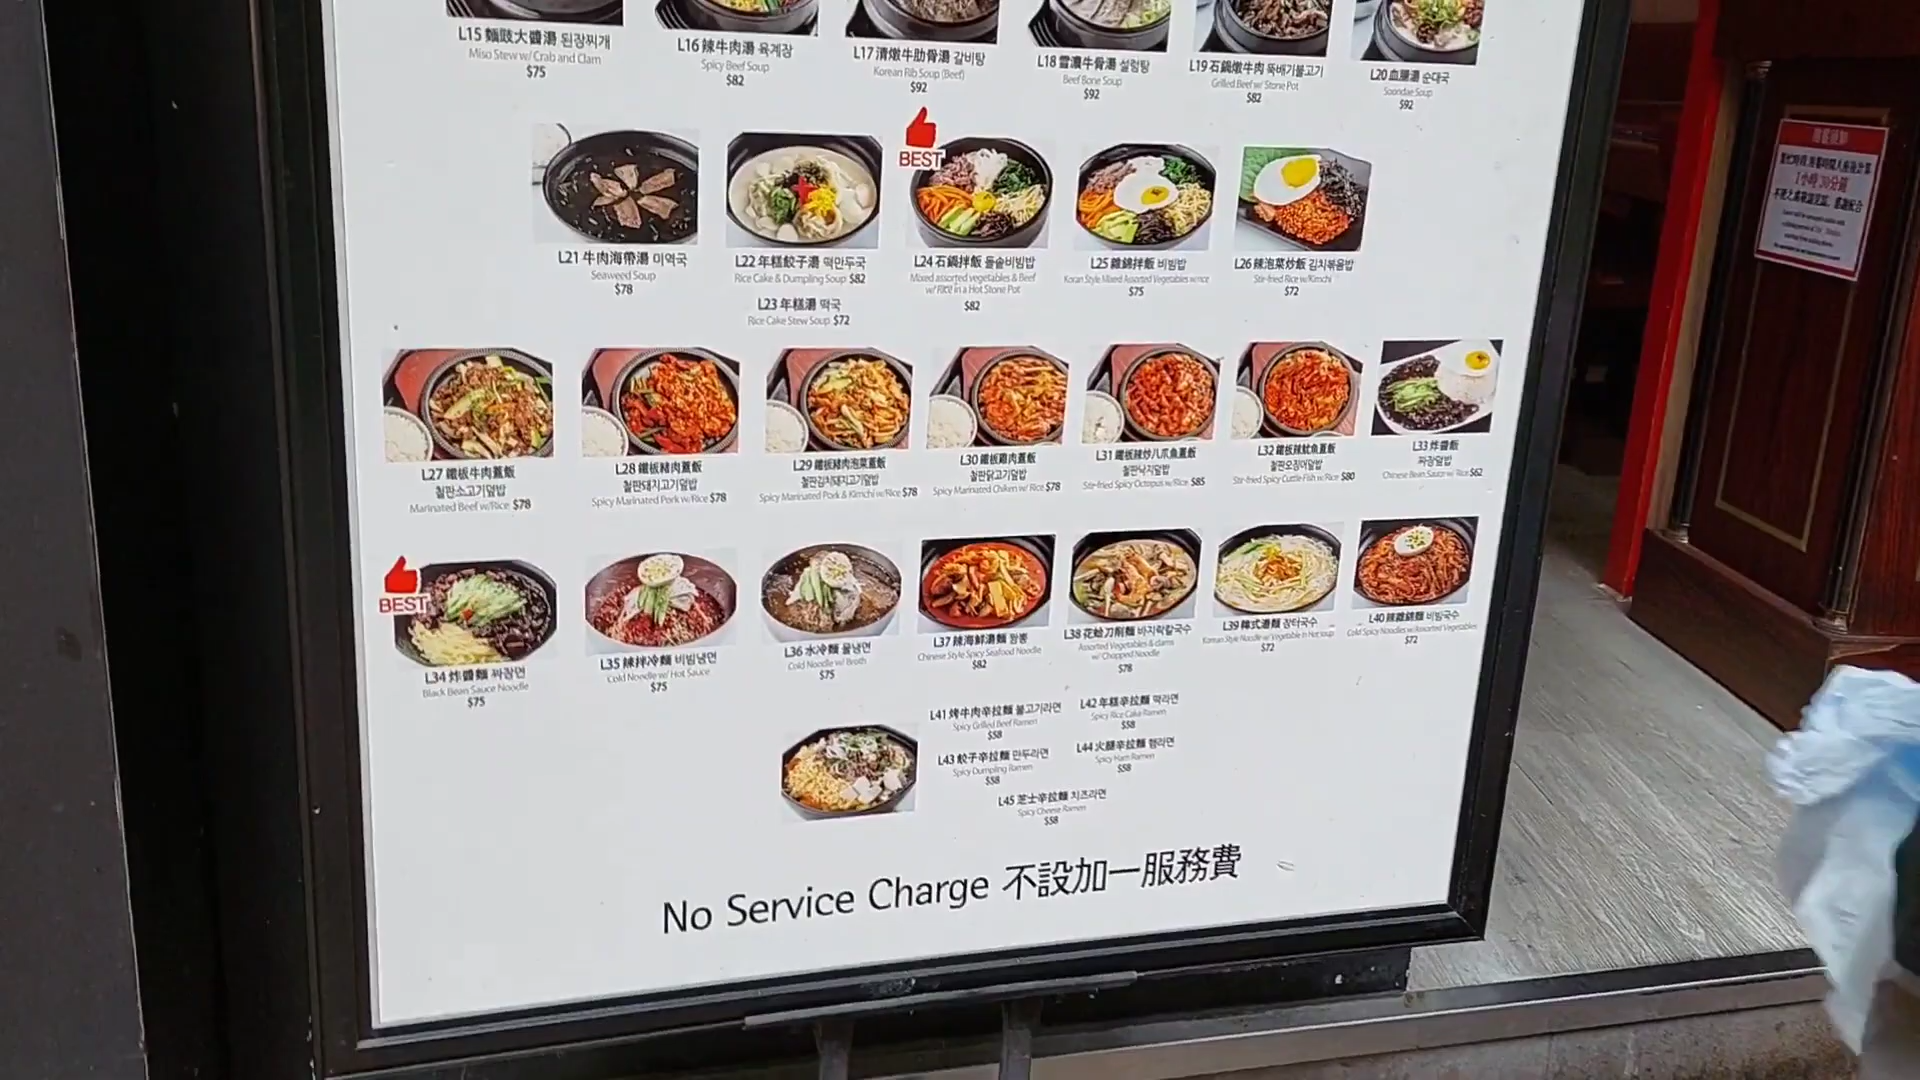 L15 麵豉大醬湯 된장찌개
Miso Stew w/ Crab and Clam
$75
L16 辣牛肉湯 육계장
Spicy Beef Soup
$82
L17 清燉牛肋骨湯 갈비탕
Korean Rib Soup (Beef)
$92
L18 雪濃牛骨湯 설렁탕
Beef Bone Soup
$92
L19 石鍋燉牛肉 뚝배기불고기
Grilled Beef w/ Stone Pot
$82
L20 血腸湯 순대국
Soondae Soup
$92
BEST
L21 牛肉海帶湯 미역국
Seaweed Soup
$78
L22 年糕餃子湯 떡만두국
Rice Cake & Dumpling Soup $82
L23 年糕湯 떡국
Rice Cake Stew Soup $72
L24 石鍋拌飯 돌솥비빔밥
Mixed assorted vegetables & Beef
w/ Rice in a Hot Stone Pot
$82
L25 雜錦拌飯 비빔밥
Korean Style Mixed Assorted Vegetables w/ rice
$75
L26 辣泡菜炒飯 김치볶음밥
Stir-fried Rice w/ Kimchi
$72
L27 鐵板牛肉蓋飯
철판소고기덮밥
Marinated Beef w/Rice $78
L28 鐵板豬肉蓋飯
철판돼지고기덮밥
Spicy Marinated Pork w/Rice $78
L29 鐵板豬肉泡菜蓋飯
철판김치돼지고기덮밥
Spicy Marinated Pork & Kimchi w/Rice $78
L30 鐵板雞肉蓋飯
철판닭고기덮밥
Spicy Marinated Chiken w/ Rice $78
L31 鐵板辣炒八爪魚蓋飯
철판낙지덮밥
Stir-fried Spicy Octopus w/Rice $85
L32 鐵板辣魷魚蓋飯
철판오징어덮밥
Stir-fried Spicy Cuttle Fish w/ Rice $80
L33 炸醬飯
짜장덮밥
Chinese Bean Sauce w/ Rice $62
BEST
L34 炸醬麵 짜장면
Black Bean Sauce Noodle
$75
L35 辣拌冷麵 비빔냉면
Cold Noodle w/ Hot Sauce
$75
L36 水冷麵 물냉면
Cold Noodle w/ Broth
$75
L37 辣海鮮湯麵 짬뽕
Chinese Style Spicy Seafood Noodle
$82
L38 花蛤刀削麵 바지락칼국수
Assorted Vegetables & clams
w/ Chopped Noodle
$78
L39 韓式湯麵 장터국수
Korean Style Noodle w/ Vegetable In Hot soup
$72
L40 辣雜錦麵 비빔국수
Cold Spicy Noodles w/ Assorted Vegetables
$72
L41 烤牛肉辛拉麵 불고기라면
Spicy Grilled Beef Ramen
$58
L42 年糕辛拉麵 떡라면
Spicy Rice Cake Ramen
$58
L43 餃子辛拉麵 만두라면
Spicy Dumpling Ramen
$58
L44 火腿辛拉麵 햄라면
Spicy Ham Ramen
$58
L45 芝士辛拉麵 치즈라면
Spicy Cheese Ramen
$58
No Service Charge 不設加一服務費
1小時 30分鐘